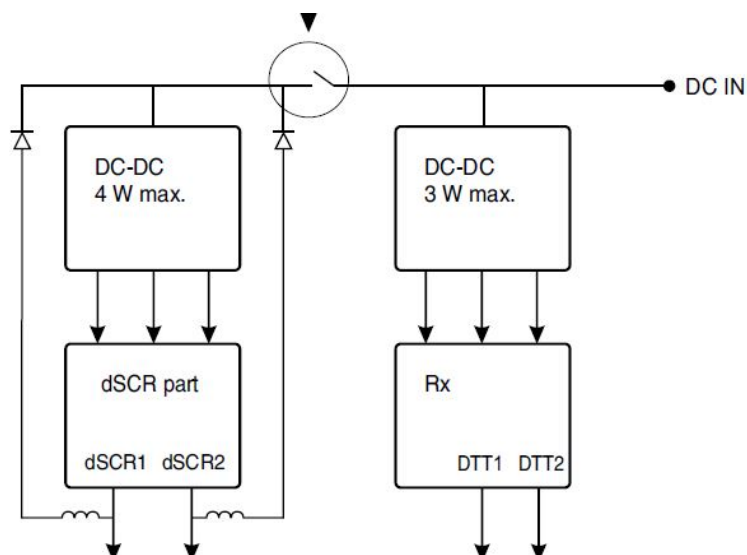 DC IN
DC-DC
4 W max.
DC-DC
3 W max.
dSCR part
dSCR1 dSCR2
Rx
DTT1 DTT2